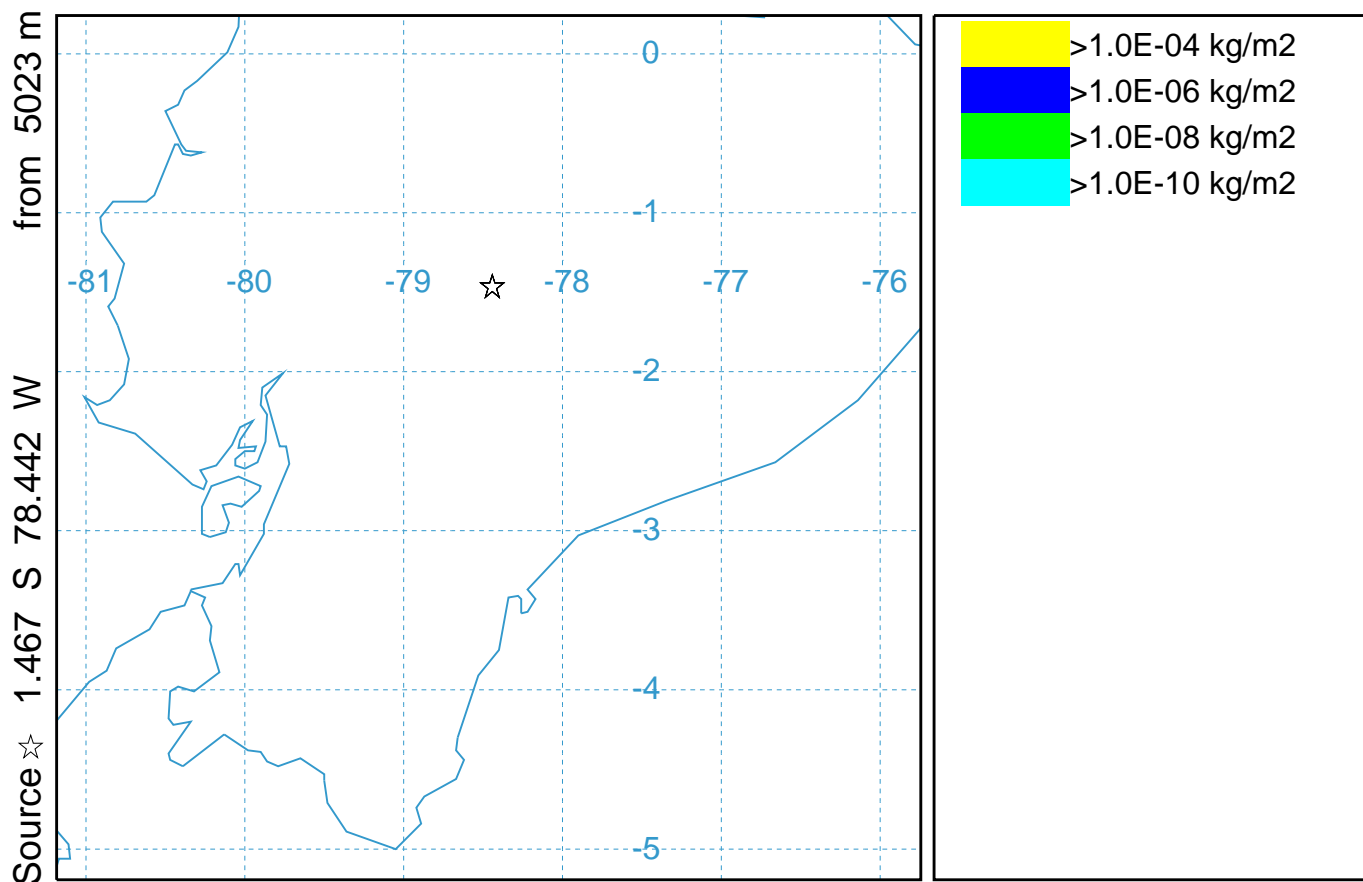 Source ☆ 1.467 S 78.442 W from 5023 m
0
-1
-81 -80 -79 -78 -77 -76
-2
-3
-4
-5
>1.0E-04 kg/m2
>1.0E-06 kg/m2
>1.0E-08 kg/m2
>1.0E-10 kg/m2